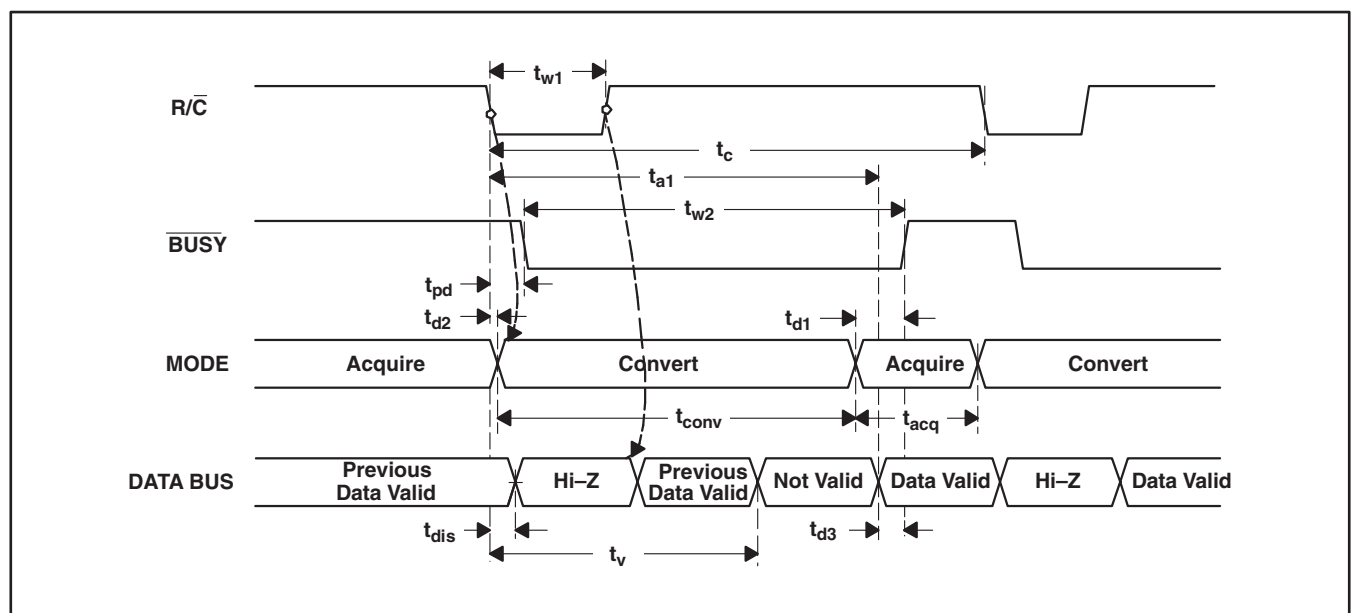 t_w1
R/C̅
t_c
t_a1
t_w2
B̅U̅S̅Y̅
t_pd
t_d2
t_d1
MODE
Acquire
Convert
Acquire
Convert
t_conv
t_acq
DATA BUS
Previous
Data Valid
Hi–Z
Previous
Data Valid
Not Valid
Data Valid
Hi–Z
Data Valid
t_dis
t_d3
t_v